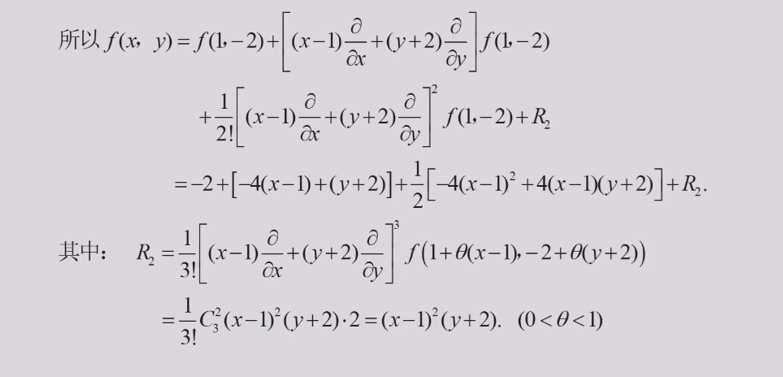 所以 f(x, y) = f(1,−2) + [(x−1)∂/∂x + (y+2)∂/∂y] f(1,−2)
+ 1/2! [(x−1)∂/∂x + (y+2)∂/∂y]² f(1,−2) + R₂
= −2 + [−4(x−1) + (y+2)] + 1/2 [−4(x−1)² + 4(x−1)(y+2)] + R₂.
其中: R₂ = 1/3! [(x−1)∂/∂x + (y+2)∂/∂y]³ f(1+θ(x−1), −2+θ(y+2))
= 1/3! C₃²(x−1)²(y+2)·2 = (x−1)²(y+2). (0<θ<1)